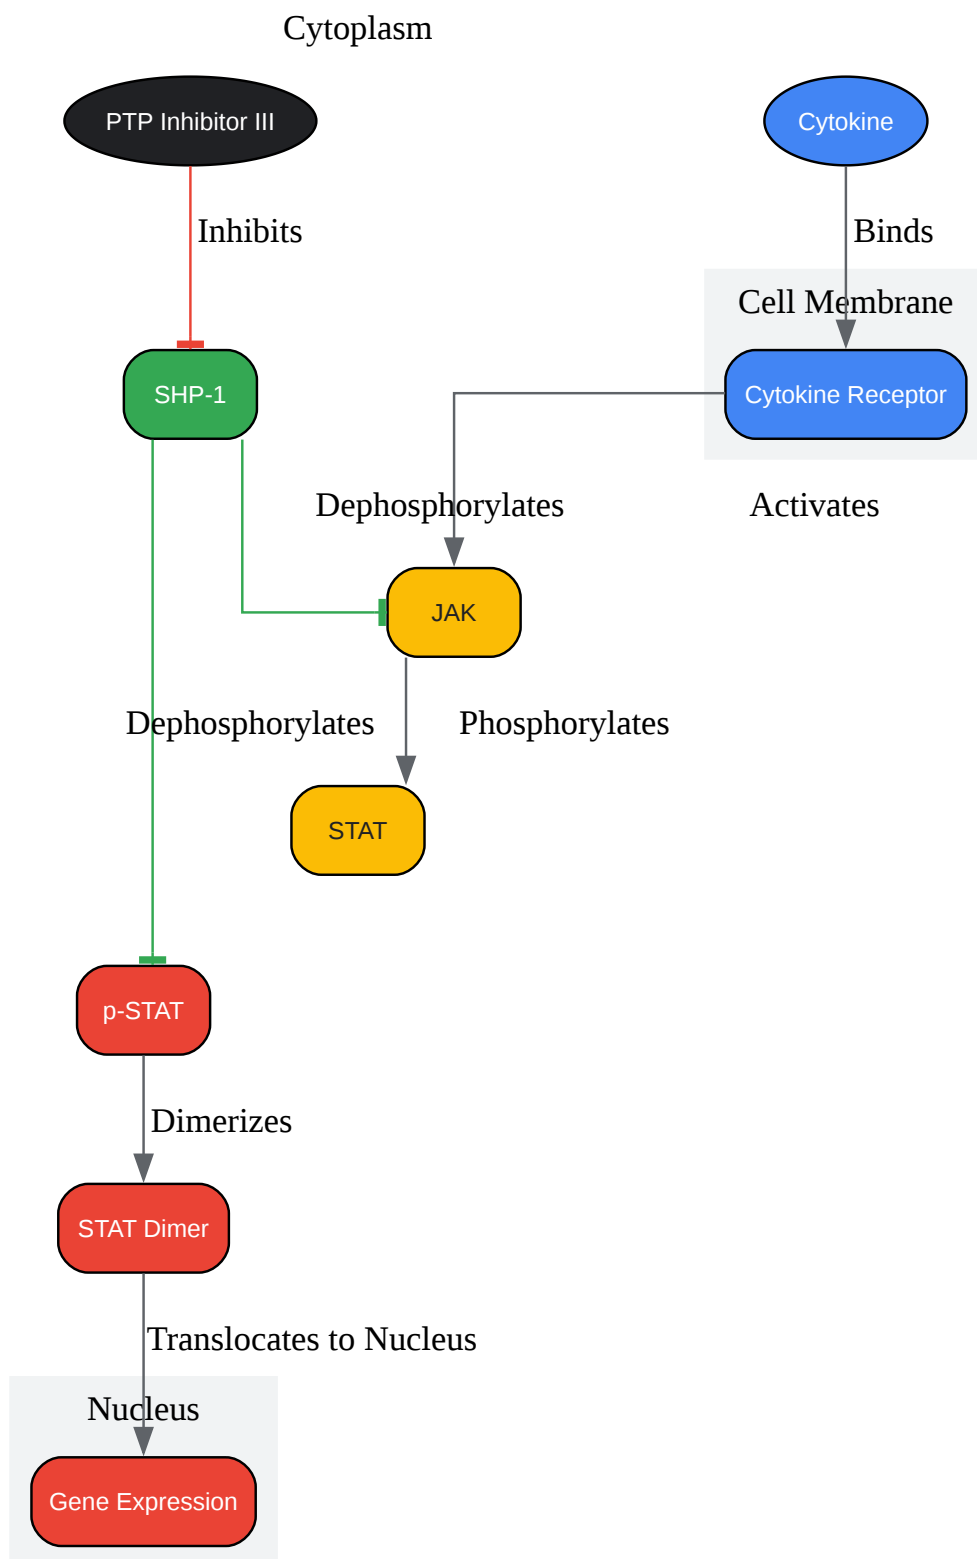 Cytoplasm
PTP Inhibitor III
Cytokine
Inhibits
Binds
Cell Membrane
SHP-1
Cytokine Receptor
Dephosphorylates
Activates
JAK
Dephosphorylates
Phosphorylates
STAT
p-STAT
Dimerizes
STAT Dimer
Translocates to Nucleus
Nucleus
Gene Expression